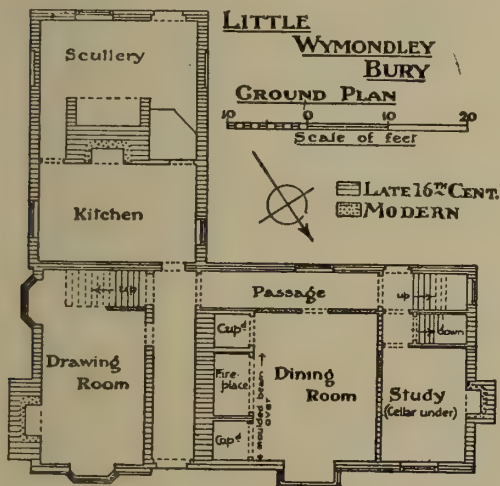 LITTLE
WYMONDLEY
BURY
GROUND PLAN
10 0 10 20
Scale of feet
LATE 16TH CENT.
MODERN
Scullery
Kitchen
up
Passage
up
down
Cupd
Fire-
place
Cupd
moulded beam
over
Drawing
Room
Dining
Room
Study
(Cellar under)